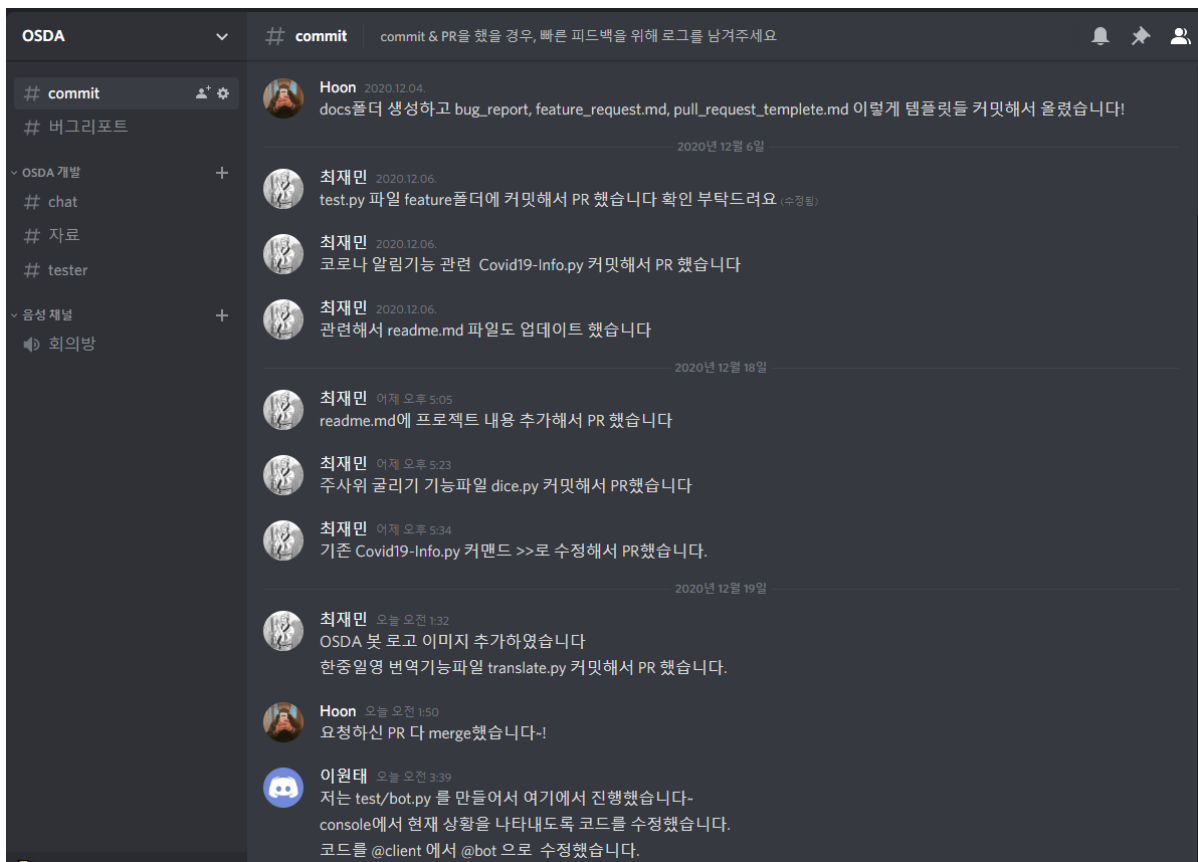 OSDA
# commit
# 버그리포트
OSDA 개발
# chat
# 자료
# tester
음성 채널
회의방
# commit commit & PR을 했을 경우, 빠른 피드백을 위해 로그를 남겨주세요
Hoon 2020.12.04.
docs폴더 생성하고 bug_report, feature_request.md, pull_request_templete.md 이렇게 템플릿들 커밋해서 올렸습니다!
2020년 12월 6일
최재민 2020.12.06.
test.py 파일 feature폴더에 커밋해서 PR 했습니다 확인 부탁드려요 (수정됨)
최재민 2020.12.06.
코로나 알림기능 관련 Covid19-Info.py 커밋해서 PR 했습니다
최재민 2020.12.06.
관련해서 readme.md 파일도 업데이트 했습니다
2020년 12월 18일
최재민 어제 오후 5:05
readme.md에 프로젝트 내용 추가해서 PR 했습니다
최재민 어제 오후 5:23
주사위 굴리기 기능파일 dice.py 커밋해서 PR했습니다
최재민 어제 오후 5:34
기존 Covid19-Info.py 커맨드 >>로 수정해서 PR했습니다.
2020년 12월 19일
최재민 오늘 오전 1:32
OSDA 봇 로고 이미지 추가하였습니다
한중일영 번역기능파일 translate.py 커밋해서 PR 했습니다.
Hoon 오늘 오전 1:50
요청하신 PR 다 merge했습니다~!
이원태 오늘 오전 3:39
저는 test/bot.py 를 만들어서 여기에서 진행했습니다~
console에서 현재 상황을 나타내도록 코드를 수정했습니다.
코드를 @client 에서 @bot 으로 수정했습니다.